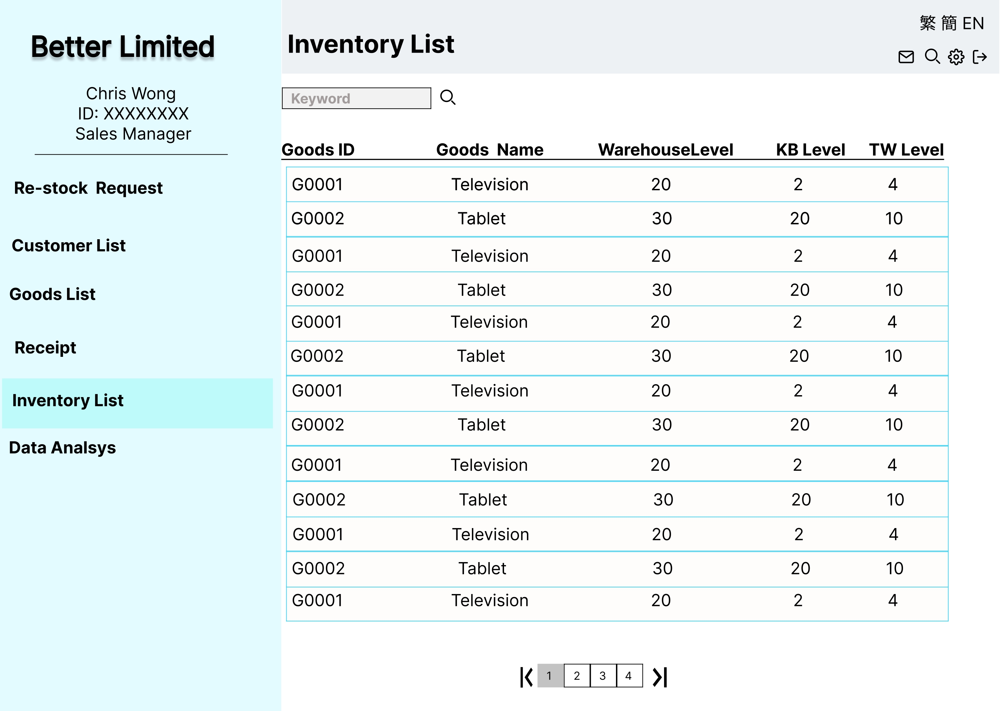 Better Limited
Chris Wong
ID: XXXXXXXX
Sales Manager
Re-stock  Request
Customer List
Goods List
Receipt
Inventory List
Data Analsys
繁 簡 EN
Inventory List
Keyword
Goods ID Goods  Name WarehouseLevel KB Level TW Level
G0001 Television 20 2 4
G0002 Tablet 30 20 10
G0001 Television 20 2 4
G0002 Tablet 30 20 10
G0001 Television 20 2 4
G0002 Tablet 30 20 10
G0001 Television 20 2 4
G0002 Tablet 30 20 10
G0001 Television 20 2 4
G0002 Tablet 30 20 10
G0001 Television 20 2 4
G0002 Tablet 30 20 10
G0001 Television 20 2 4
1 2 3 4